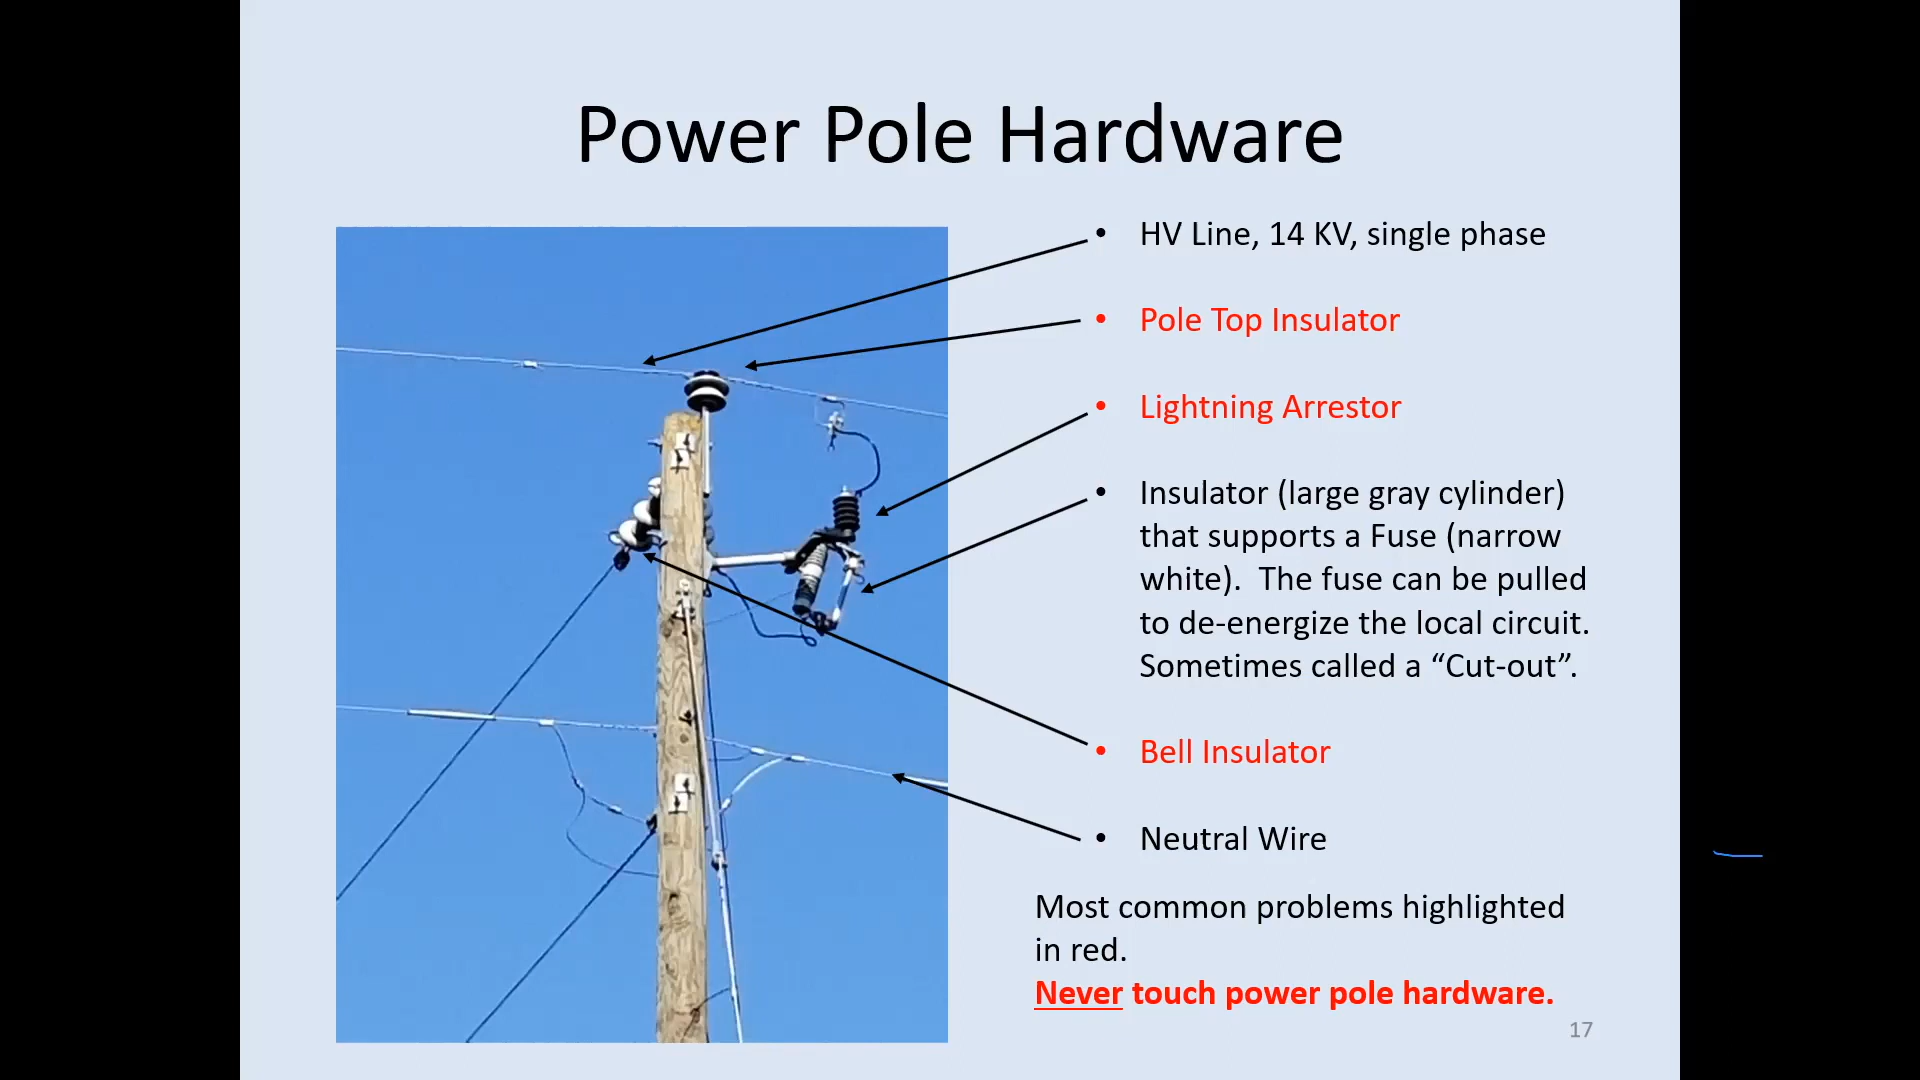 Power Pole Hardware
• HV Line, 14 KV, single phase
• Pole Top Insulator
• Lightning Arrestor
• Insulator (large gray cylinder)
that supports a Fuse (narrow
white).  The fuse can be pulled
to de-energize the local circuit.
Sometimes called a “Cut-out”.
• Bell Insulator
• Neutral Wire
Most common problems highlighted
in red.
Never touch power pole hardware.
17